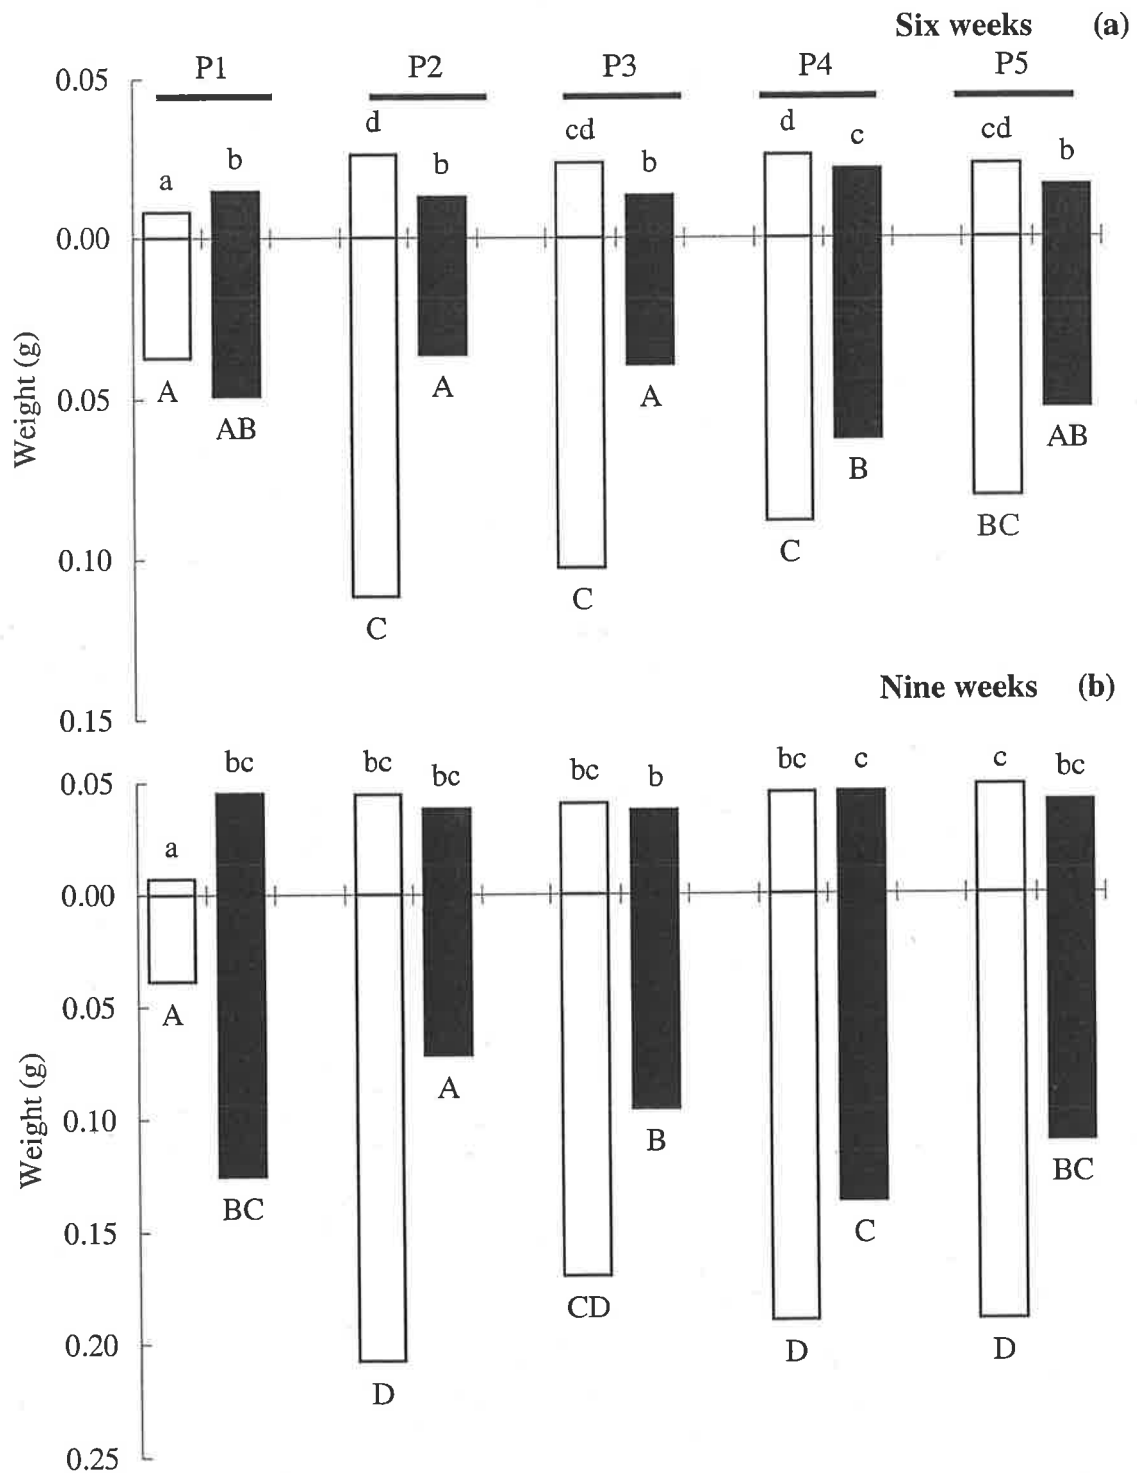 Six weeks (a)
P1 P2 P3 P4 P5
0.05
a b d b cd b d c cd b
0.00
0.05
0.10
0.15
A AB C A C A C B BC AB
Weight (g)
Nine weeks (b)
bc bc bc bc b bc c c bc
a
0.05
0.00
0.05
0.10
0.15
0.20
0.25
A BC D A CD B D C D BC
Weight (g)